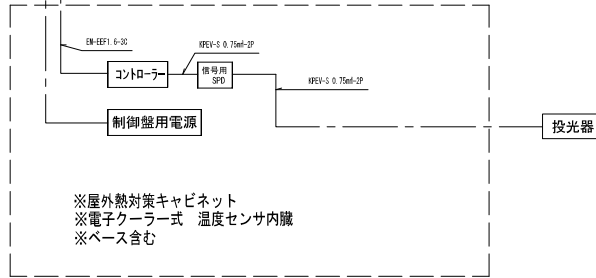 EN-EEF1.6-3C
KPEV-S 0.75㎟-2P
コントローラー
信号用
SPD
KPEV-S 0.75㎟-2P
制御盤用電源
投光器
※屋外熱対策キャビネット
※電子クーラー式　温度センサ内臓
※ベース含む